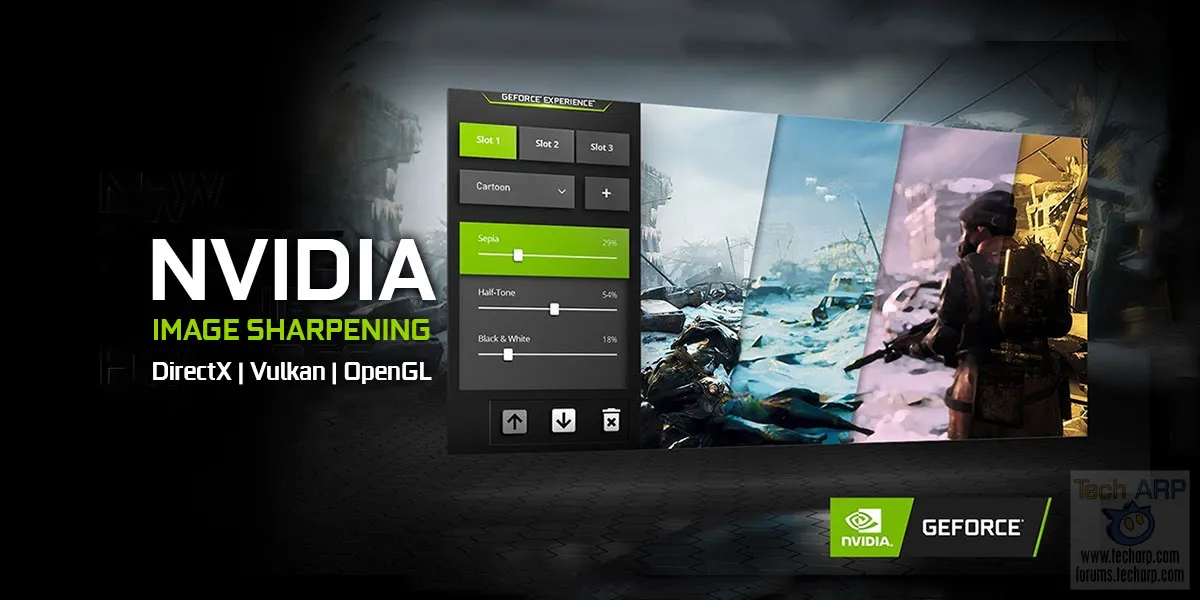 NVIDIA
IMAGE SHARPENING
DirectX | Vulkan | OpenGL
GEFORCE® EXPERIENCE™
Slot 1
Slot 2
Slot 3
Cartoon
+
Sepia
29%
Half-Tone
54%
Black & White
18%
NVIDIA.
GEFORCE®
Tech ARP
www.techarp.com
forums.techarp.com